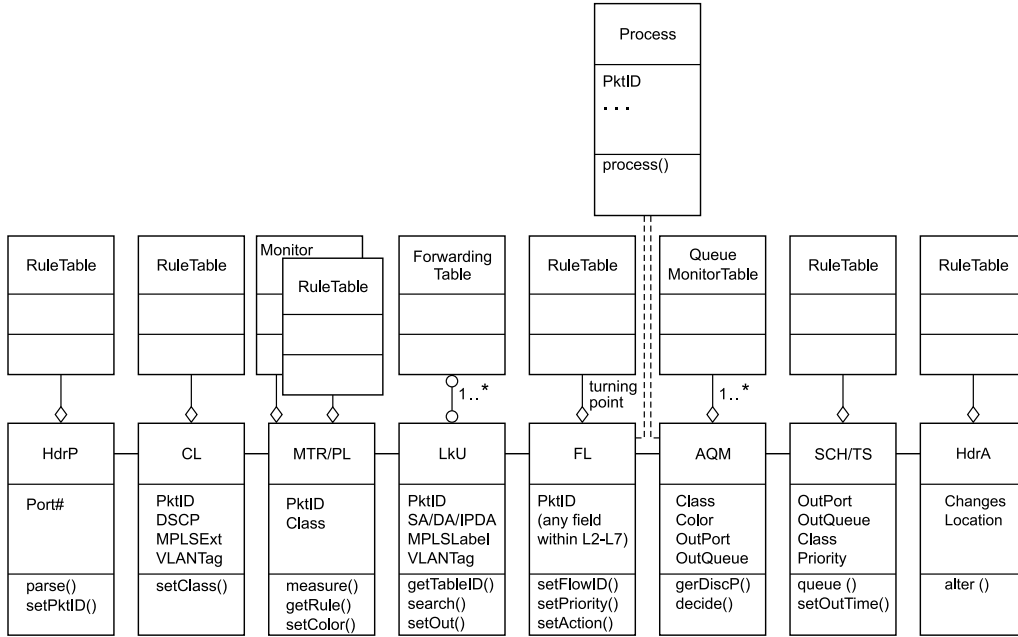 Process
PktID
. . .
process()
RuleTable
RuleTable
Monitor
RuleTable
Forwarding
Table
RuleTable
Queue
MonitorTable
RuleTable
RuleTable
1..*
turning
point
1..*
HdrP
Port#
parse()
setPktID()
CL
PktID
DSCP
MPLSExt
VLANTag
setClass()
MTR/PL
PktID
Class
measure()
getRule()
setColor()
LkU
PktID
SA/DA/IPDA
MPLSLabel
VLANTag
getTableID()
search()
setOut()
FL
PktID
(any field
within L2-L7)
setFlowID()
setPriority()
setAction()
AQM
Class
Color
OutPort
OutQueue
gerDiscP()
decide()
SCH/TS
OutPort
OutQueue
Class
Priority
queue ()
setOutTime()
HdrA
Changes
Location
alter ()